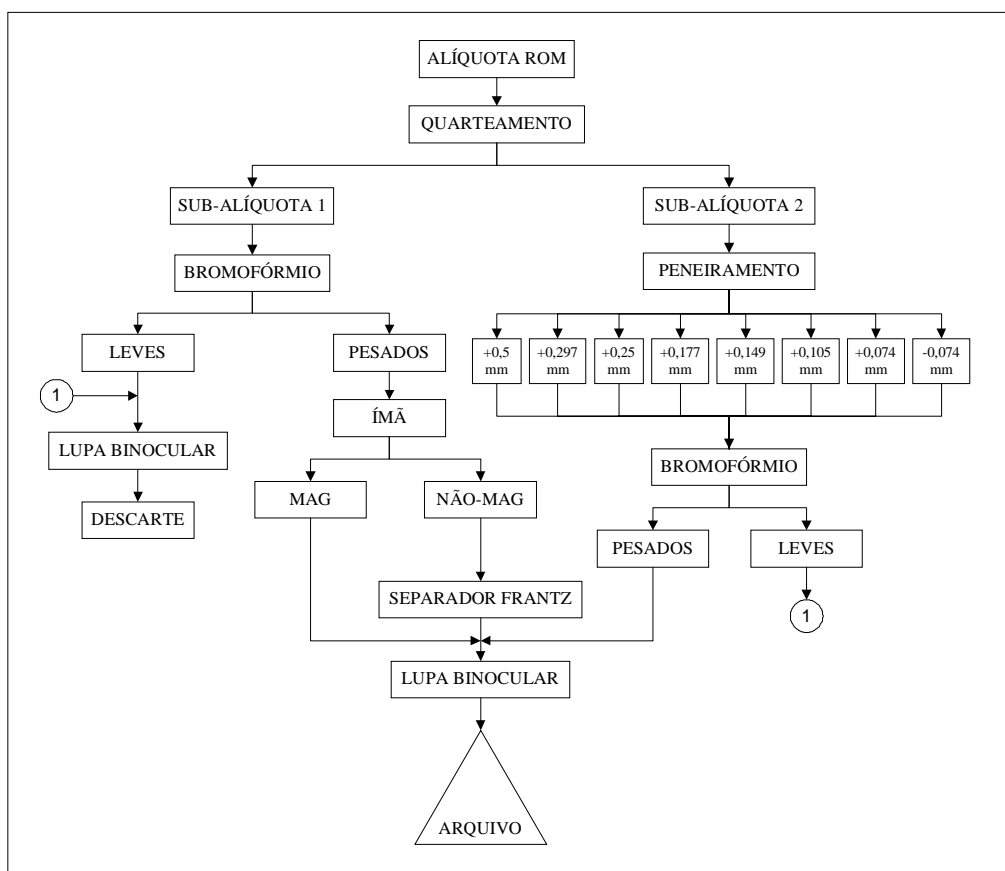 ALÍQUOTA ROM
QUARTEAMENTO
SUB-ALÍQUOTA 1
SUB-ALÍQUOTA 2
BROMOFÓRMIO
PENEIRAMENTO
LEVES
PESADOS
+0,5
mm
+0,297
mm
+0,25
mm
+0,177
mm
+0,149
mm
+0,105
mm
+0,074
mm
-0,074
mm
1
ÍMÃ
LUPA BINOCULAR
BROMOFÓRMIO
MAG
NÃO-MAG
DESCARTE
PESADOS
LEVES
SEPARADOR FRANTZ
1
LUPA BINOCULAR
ARQUIVO